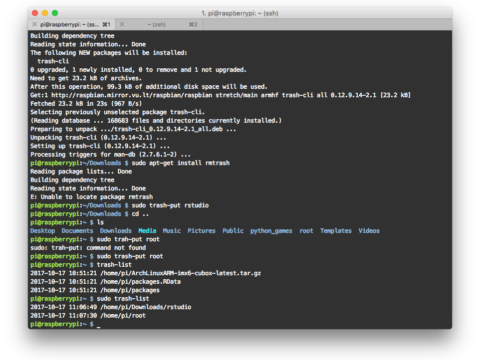 1. pi@raspberrypi: ~ (ssh)
× pi@raspberrypi: ~ (ss... ⌘1 × ~ (ssh) ⌘2
Building dependency tree
Reading state information... Done
The following NEW packages will be installed:
trash-cli
0 upgraded, 1 newly installed, 0 to remove and 1 not upgraded.
Need to get 23.2 kB of archives.
After this operation, 99.3 kB of additional disk space will be used.
Get:1 http://raspbian.mirror.vu.lt/raspbian/raspbian stretch/main armhf trash-cli all 0.12.9.14-2.1 [23.2 kB]
Fetched 23.2 kB in 23s (967 B/s)
Selecting previously unselected package trash-cli.
(Reading database ... 168683 files and directories currently installed.)
Preparing to unpack .../trash-cli_0.12.9.14-2.1_all.deb ...
Unpacking trash-cli (0.12.9.14-2.1) ...
Setting up trash-cli (0.12.9.14-2.1) ...
Processing triggers for man-db (2.7.6.1-2) ...
pi@raspberrypi:~/Downloads $ sudo apt-get install rmtrash
Reading package lists... Done
Building dependency tree
Reading state information... Done
E: Unable to locate package rmtrash
pi@raspberrypi:~/Downloads $ sudo trash-put rstudio
pi@raspberrypi:~/Downloads $ cd ..
pi@raspberrypi:~ $ ls
Desktop Documents Downloads Media Music Pictures Public python_games root Templates Videos
pi@raspberrypi:~ $ sudo trah-put root
sudo: trah-put: command not found
pi@raspberrypi:~ $ sudo trash-put root
pi@raspberrypi:~ $ trash-list
2017-10-17 10:51:21 /home/pi/ArchLinuxARM-imx6-cubox-latest.tar.gz
2017-10-17 10:51:21 /home/pi/packages.RData
2017-10-17 10:51:21 /home/pi/packages
pi@raspberrypi:~ $ sudo trash-list
2017-10-17 11:06:49 /home/pi/Downloads/rstudio
2017-10-17 11:07:30 /home/pi/root
pi@raspberrypi:~ $ _